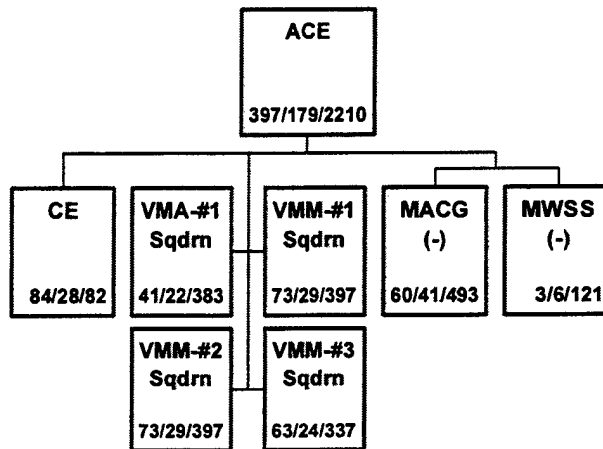 ACE
397/179/2210
CE
84/28/82
VMA-#1
Sqdrn
41/22/383
VMM-#1
Sqdrn
73/29/397
MACG
(-)
60/41/493
MWSS
(-)
3/6/121
VMM-#2
Sqdrn
73/29/397
VMM-#3
Sqdrn
63/24/337